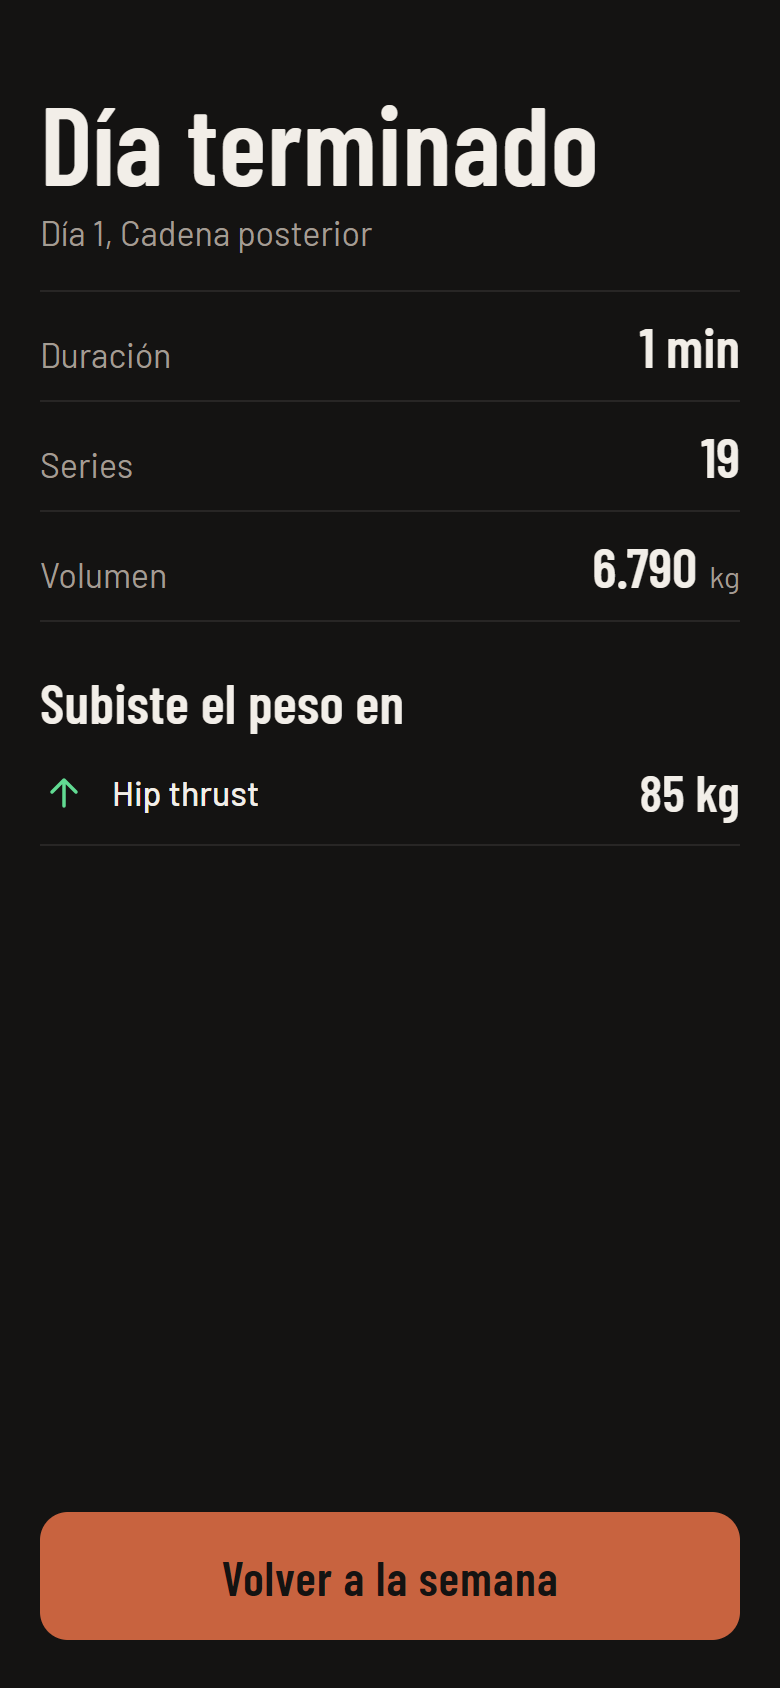 Día terminado
Día 1, Cadena posterior
Duración 1 min
Series 19
Volumen 6.790 kg
Subiste el peso en
Hip thrust 85 kg
Volver a la semana